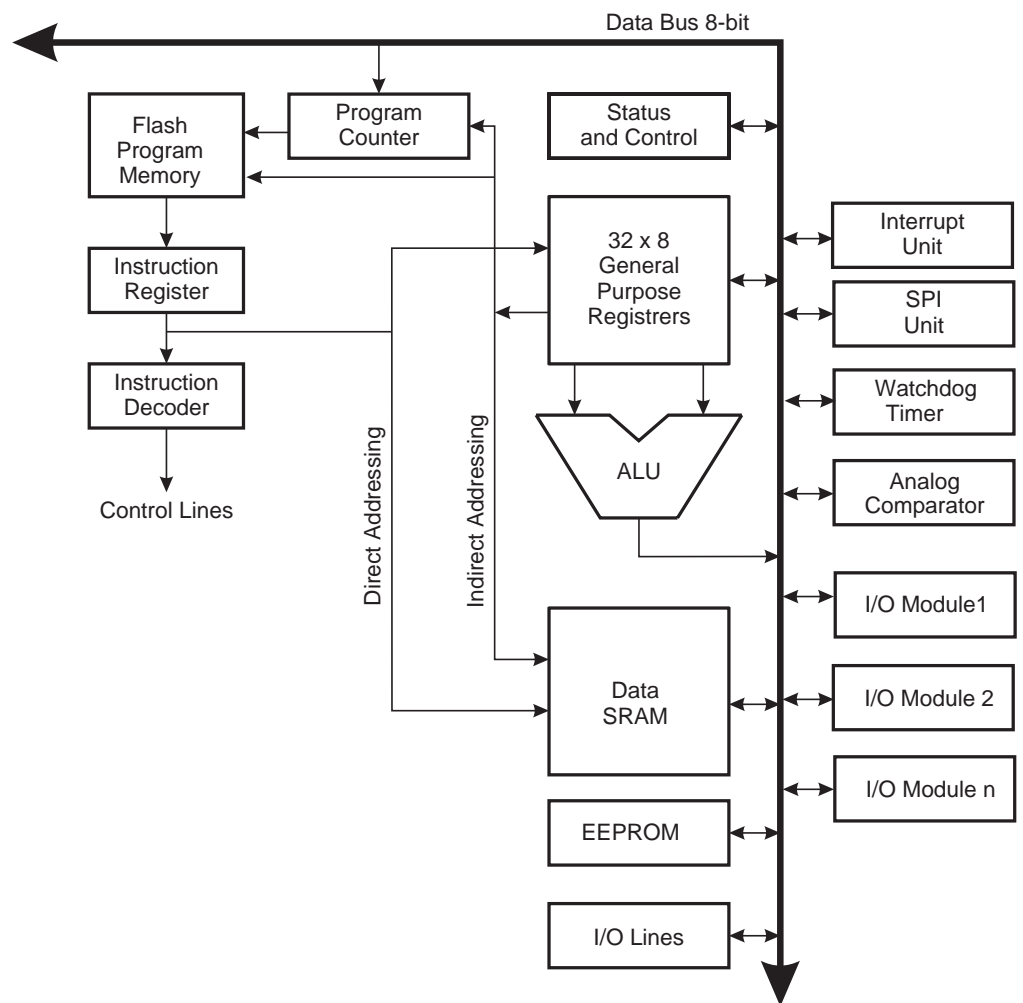 Data Bus 8-bit
Flash
Program
Memory
Program
Counter
Status
and Control
32 x 8
General
Purpose
Registrers
Interrupt
Unit
Instruction
Register
SPI
Unit
Instruction
Decoder
Watchdog
Timer
Control Lines
Direct Addressing
Indirect Addressing
ALU
Analog
Comparator
I/O Module1
Data
SRAM
I/O Module 2
I/O Module n
EEPROM
I/O Lines